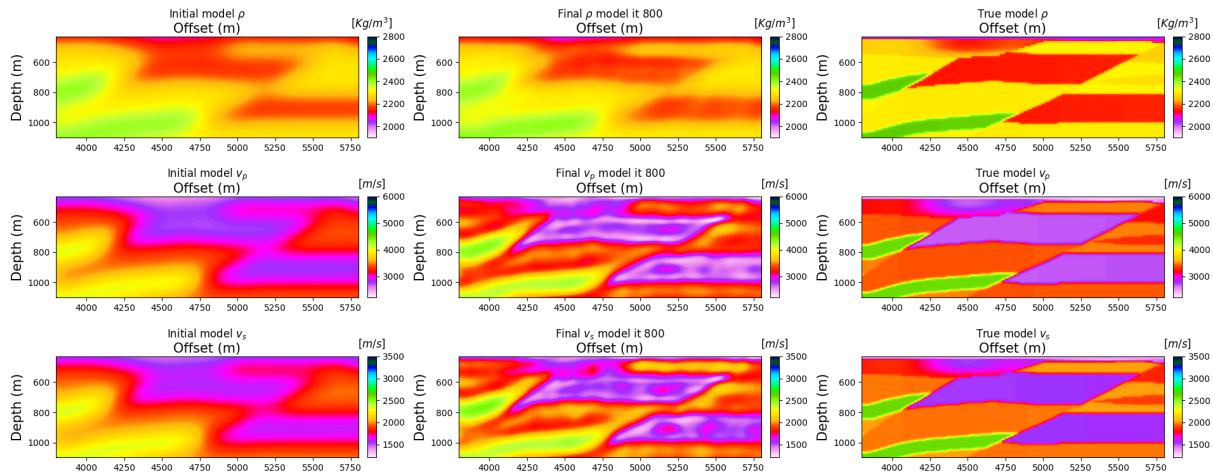 Initial model ρ
Offset (m)
[Kg/m³]
Depth (m)
600
800
1000
4000 4250 4500 4750 5000 5250 5500 5750
2800
2600
2400
2200
2000
Final ρ model it 800
Offset (m)
[Kg/m³]
Depth (m)
600
800
1000
4000 4250 4500 4750 5000 5250 5500 5750
2800
2600
2400
2200
2000
True model ρ
Offset (m)
[Kg/m³]
Depth (m)
600
800
1000
4000 4250 4500 4750 5000 5250 5500 5750
2800
2600
2400
2200
2000
Initial model vₚ
Offset (m)
[m/s]
Depth (m)
600
800
1000
4000 4250 4500 4750 5000 5250 5500 5750
6000
5000
4000
3000
Final vₚ model it 800
Offset (m)
[m/s]
Depth (m)
600
800
1000
4000 4250 4500 4750 5000 5250 5500 5750
6000
5000
4000
3000
True model vₚ
Offset (m)
[m/s]
Depth (m)
600
800
1000
4000 4250 4500 4750 5000 5250 5500 5750
6000
5000
4000
3000
Initial model vₛ
Offset (m)
[m/s]
Depth (m)
600
800
1000
4000 4250 4500 4750 5000 5250 5500 5750
3500
3000
2500
2000
1500
Final vₛ model it 800
Offset (m)
[m/s]
Depth (m)
600
800
1000
4000 4250 4500 4750 5000 5250 5500 5750
3500
3000
2500
2000
1500
True model vₛ
Offset (m)
[m/s]
Depth (m)
600
800
1000
4000 4250 4500 4750 5000 5250 5500 5750
3500
3000
2500
2000
1500